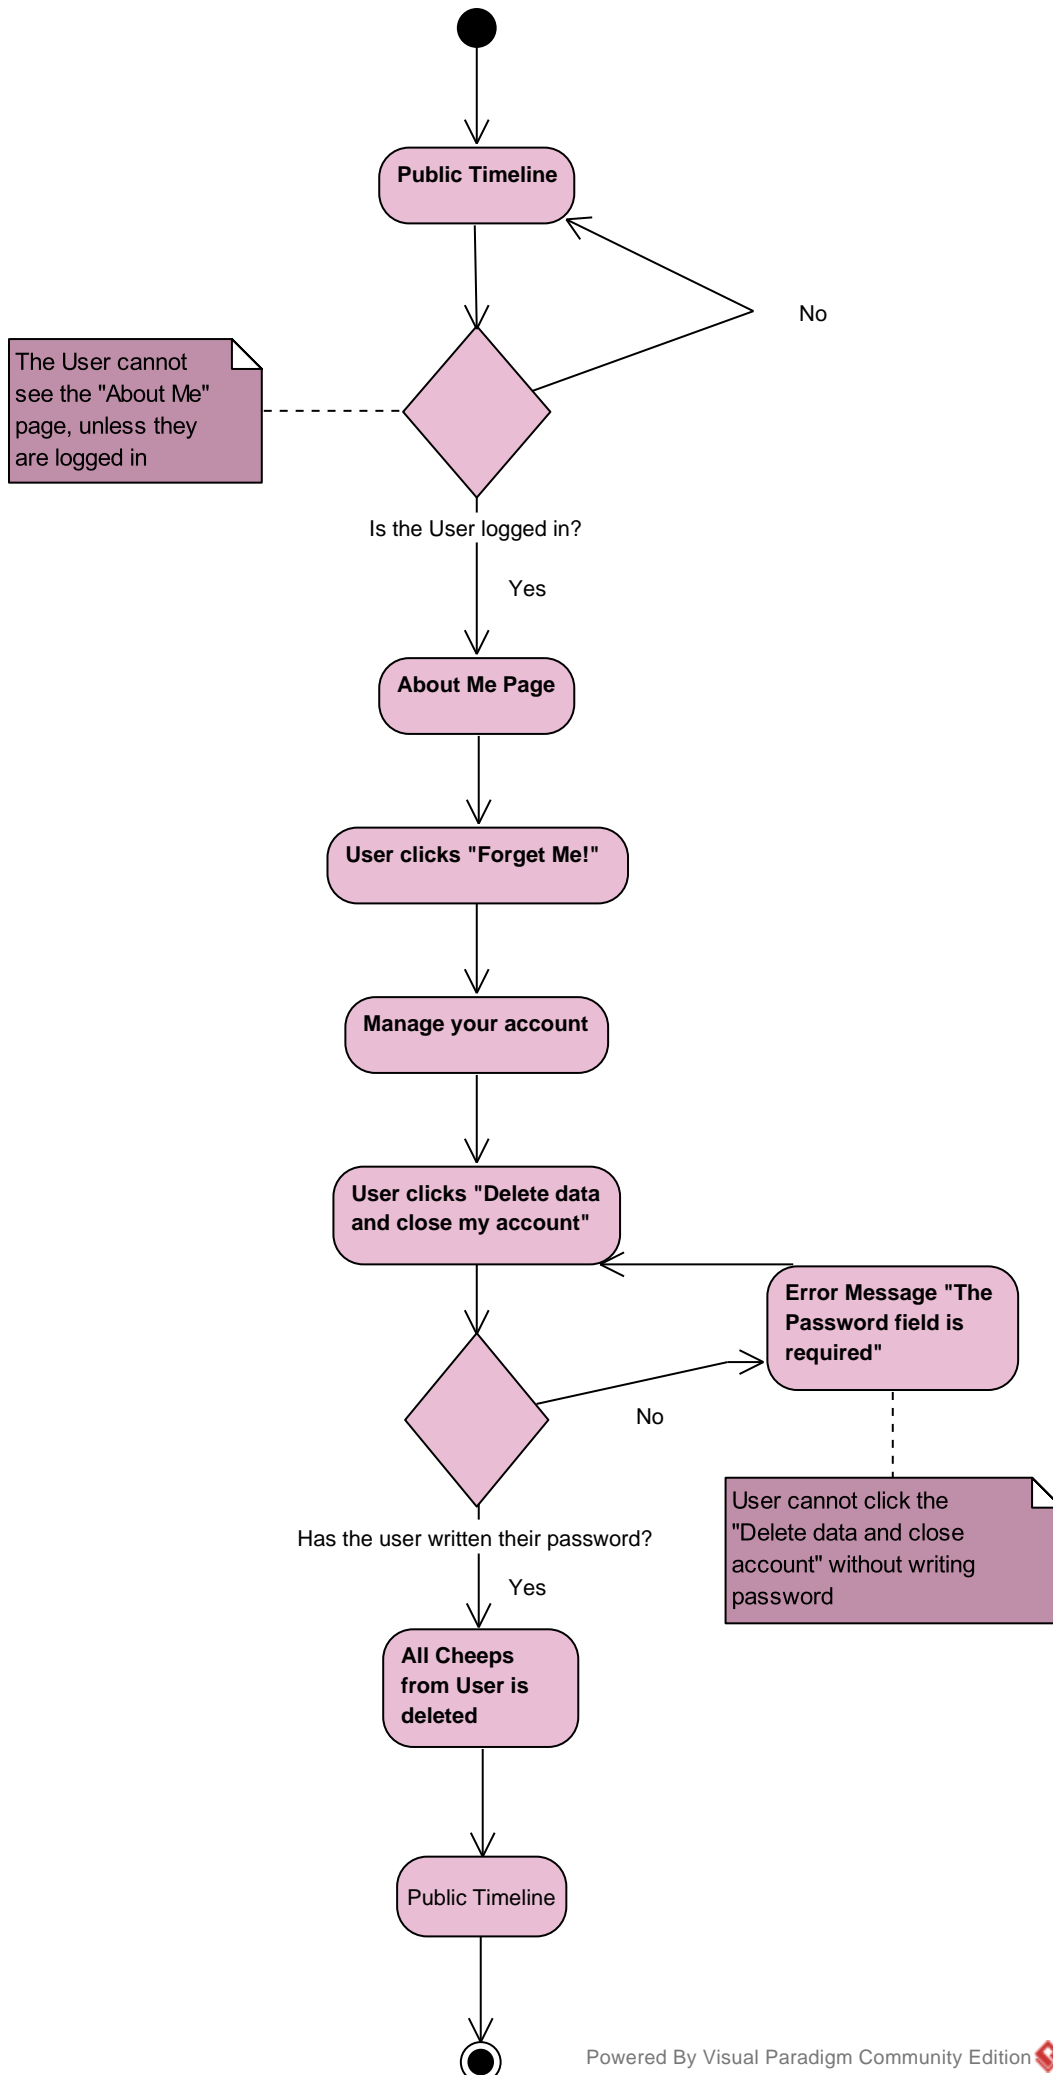 Public Timeline
No
The User cannot
see the "About Me"
page, unless they
are logged in
Is the User logged in?
Yes
About Me Page
User clicks "Forget Me!"
Manage your account
User clicks "Delete data
and close my account"
Error Message "The
Password field is
required"
No
User cannot click the
"Delete data and close
account" without writing
password
Has the user written their password?
Yes
All Cheeps
from User is
deleted
Public Timeline
Powered By Visual Paradigm Community Edition